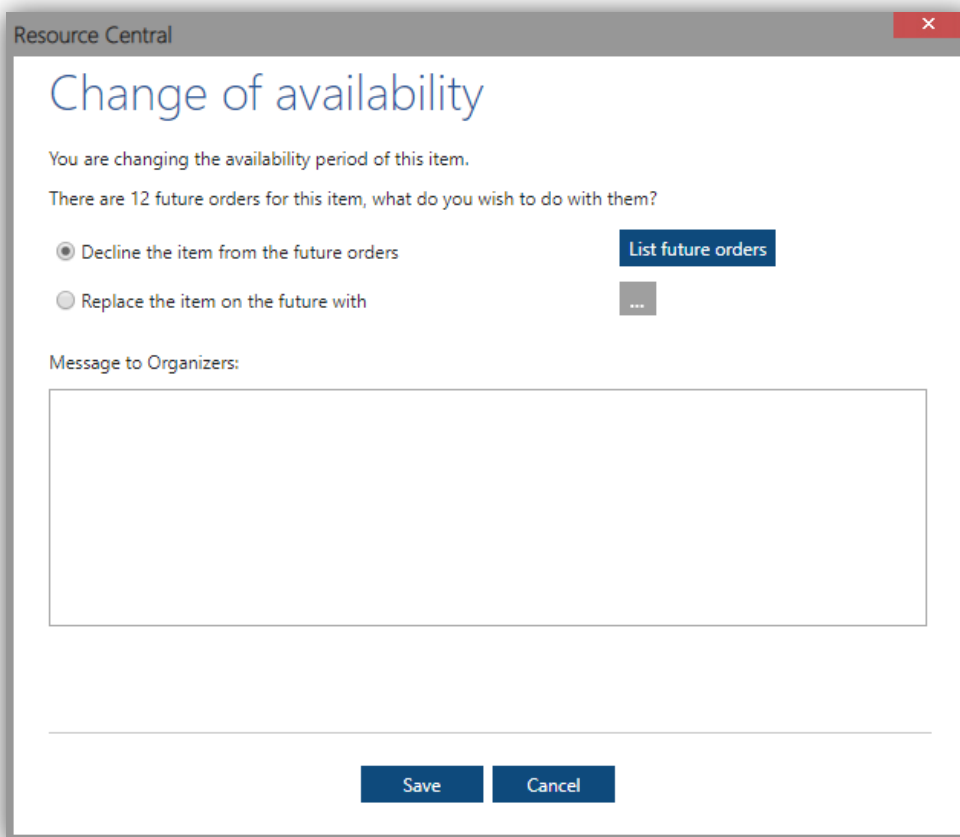 Resource Central
Change of availability
You are changing the availability period of this item.
There are 12 future orders for this item, what do you wish to do with them?
Decline the item from the future orders
List future orders
Replace the item on the future with
...
Message to Organizers:
Save
Cancel